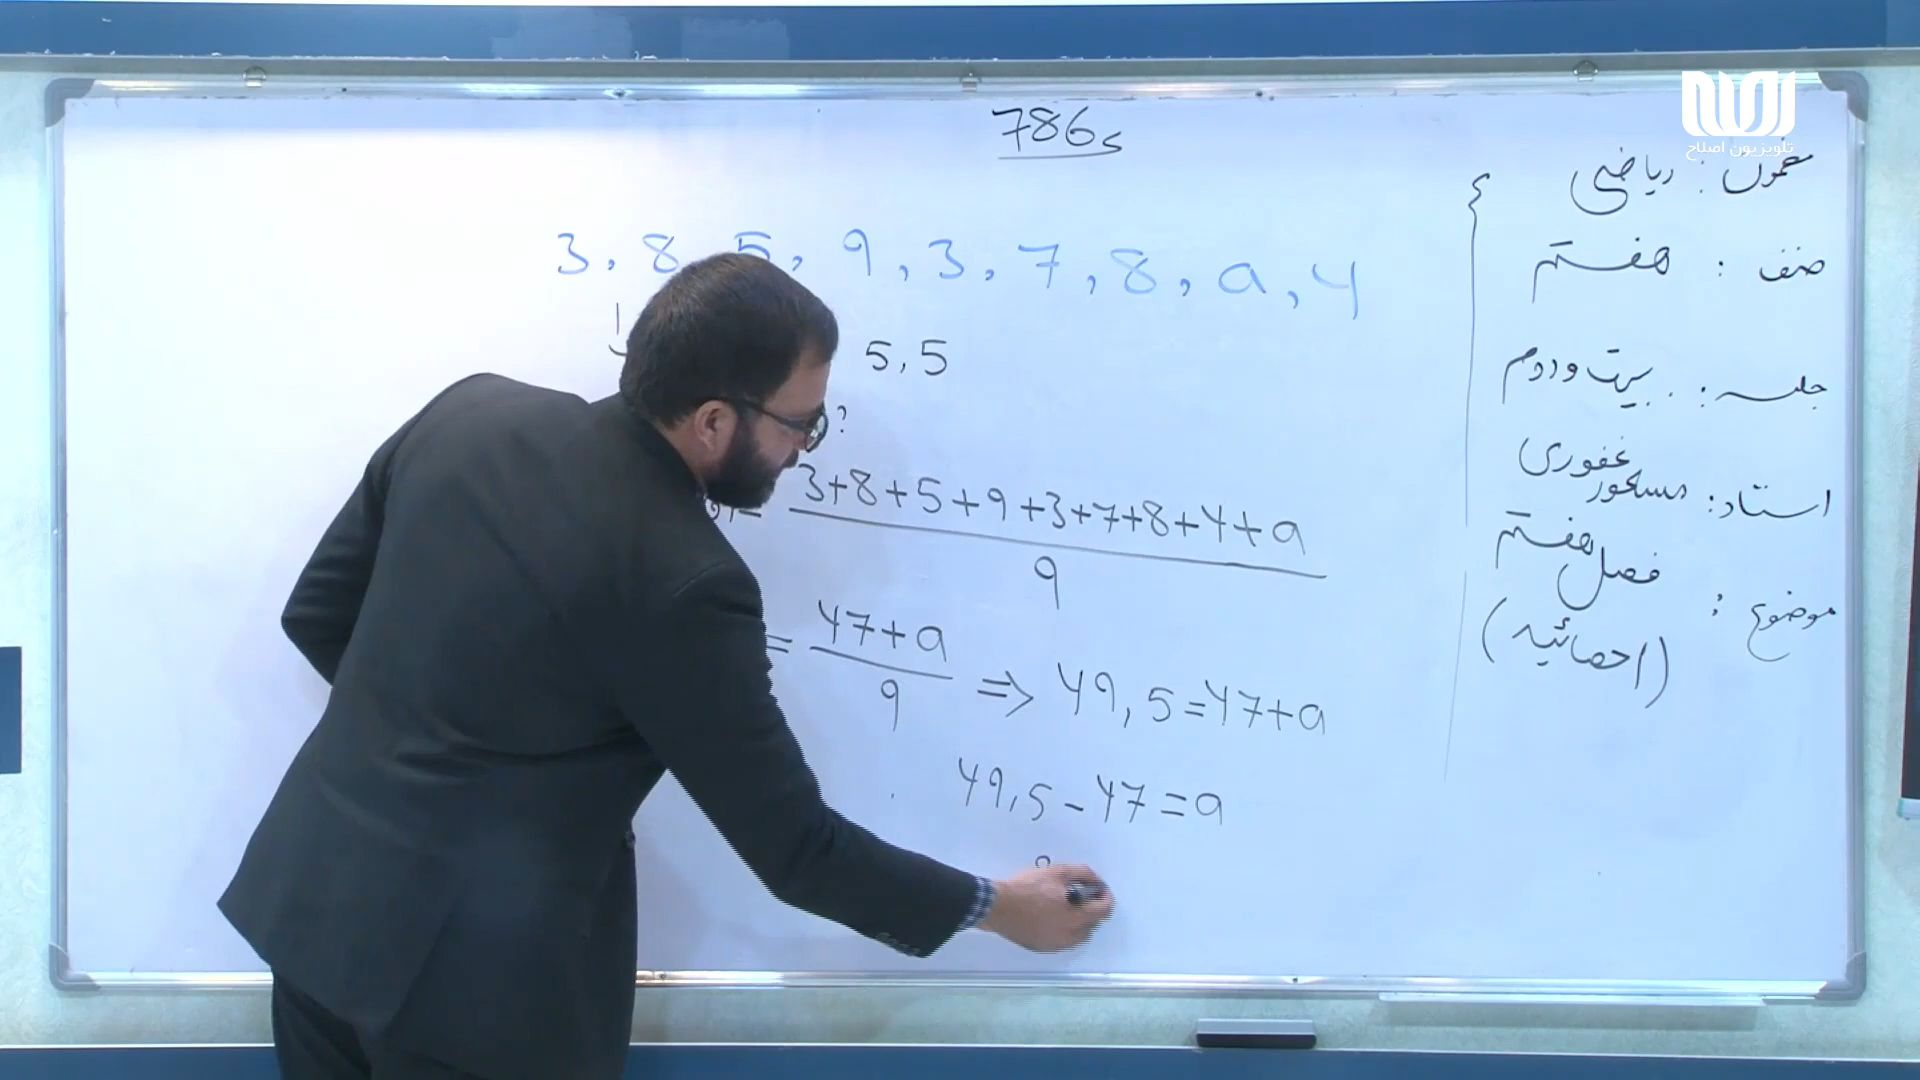 786
3, 8, 5, 9, 3, 7, 8, a, 4
5,5
?
= 3+8+5+9+3+7+8+4+a
9
= 47+a
9
=> 49,5=47+a
49,5-47=a
تلویزیون اصلاح
مضمون : ریاضی
صنف : هفتم
جلسه : بیست و دوم
استاد : غفوری
موضوع : فصل هفتم
(احصائیه)